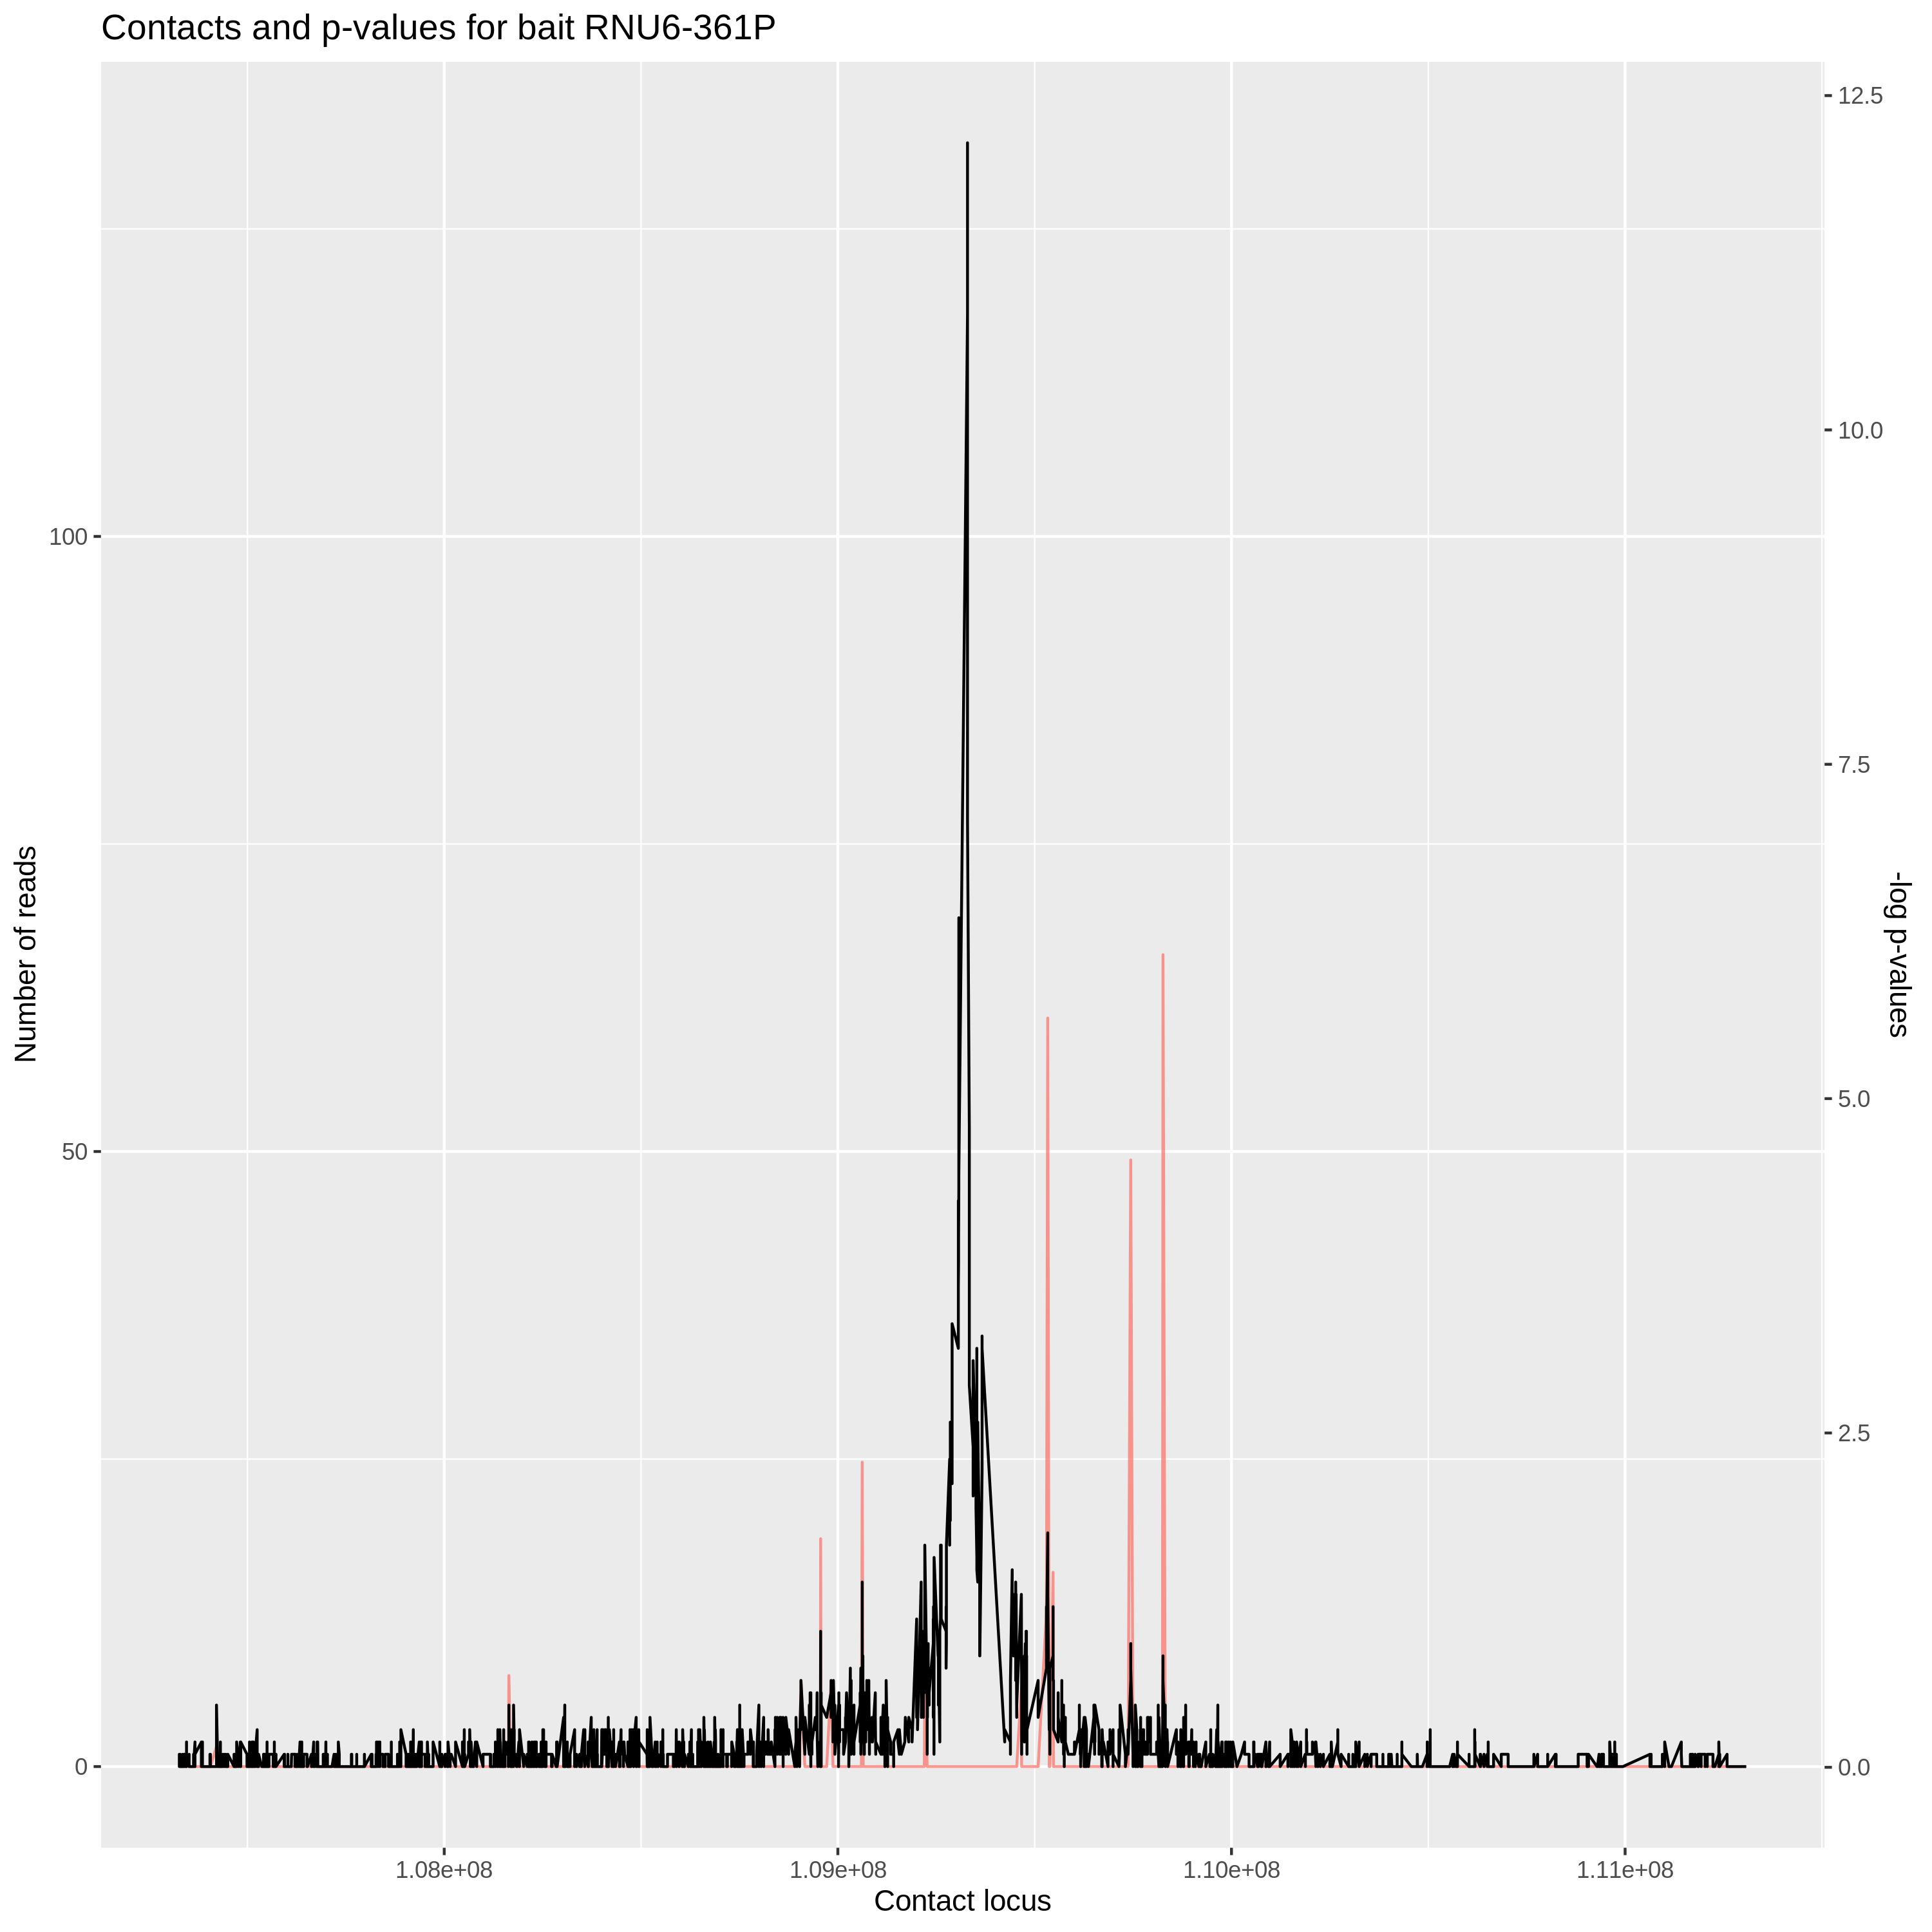 Contacts and p-values for bait RNU6-361P
12.5
10.0
100
7.5
Number of reads
-log p-values
5.0
50
2.5
0
0.0
1.08e+08
1.09e+08
1.10e+08
1.11e+08
Contact locus